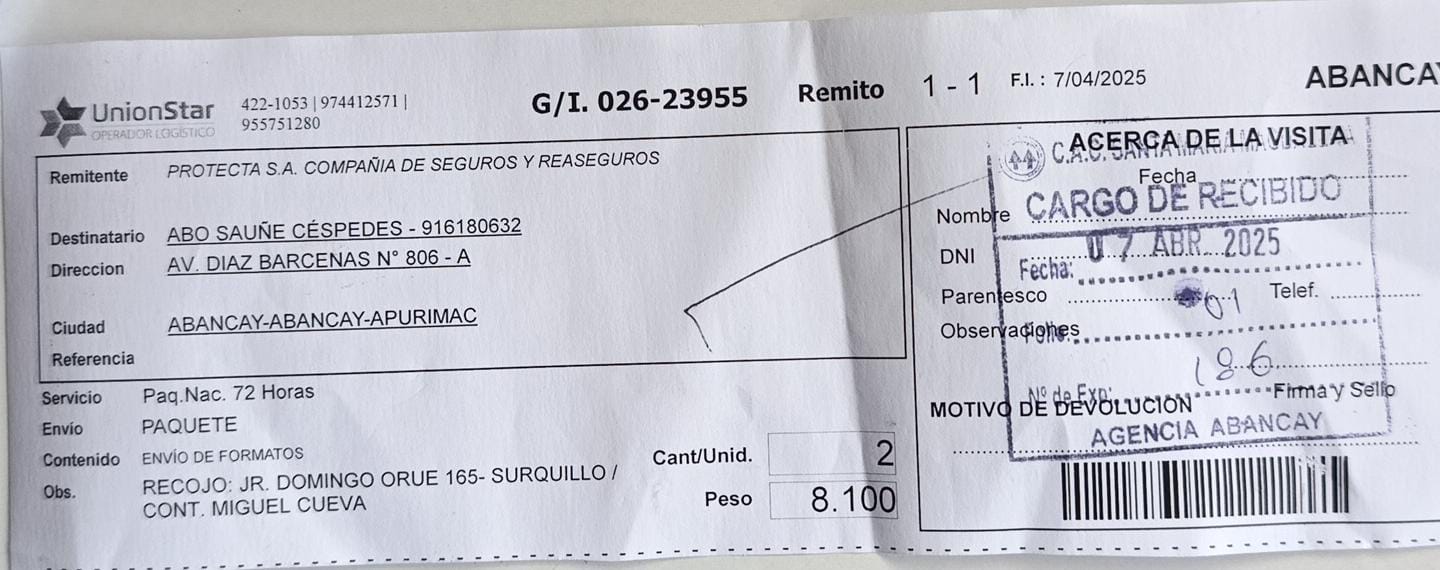 UnionStar
OPERADOR LOGÍSTICO
422-1053 | 974412571 |
955751280
G/I. 026-23955 Remito 1 - 1 F.I. : 7/04/2025
Remitente PROTECTA S.A. COMPAÑIA DE SEGUROS Y REASEGUROS
Destinatario ABO SAUÑE CÉSPEDES - 916180632
Direccion AV. DIAZ BARCENAS N° 806 - A
Ciudad ABANCAY-ABANCAY-APURIMAC
Referencia
Servicio Paq.Nac. 72 Horas
Envío PAQUETE
Contenido ENVÍO DE FORMATOS
Obs. RECOJO: JR. DOMINGO ORUE 165- SURQUILLO /
CONT. MIGUEL CUEVA
Cant/Unid. 2
Peso 8.100
ABANCAY
ACERCA DE LA VISITA
C.A.C. SANTA MARIA
Fecha
Nombre
CARGO DE RECIBIDO
DNI
Fecha: 07 ABR. 2025
Parentesco 01 Telef.
Observaciones
186
Nº de Exp: Firma y Sello
MOTIVO DE DEVOLUCIÓN
AGENCIA ABANCAY